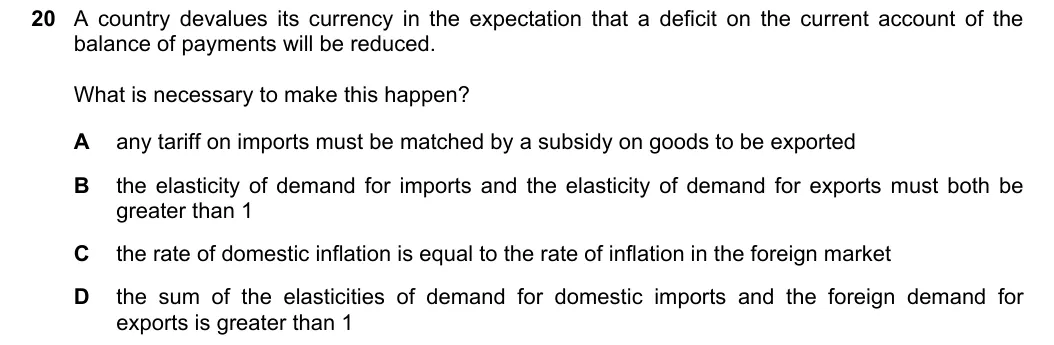 20 A country devalues its currency in the expectation that a deficit on the current account of the
balance of payments will be reduced.
What is necessary to make this happen?
A any tariff on imports must be matched by a subsidy on goods to be exported
B the elasticity of demand for imports and the elasticity of demand for exports must both be
greater than 1
C the rate of domestic inflation is equal to the rate of inflation in the foreign market
D the sum of the elasticities of demand for domestic imports and the foreign demand for
exports is greater than 1